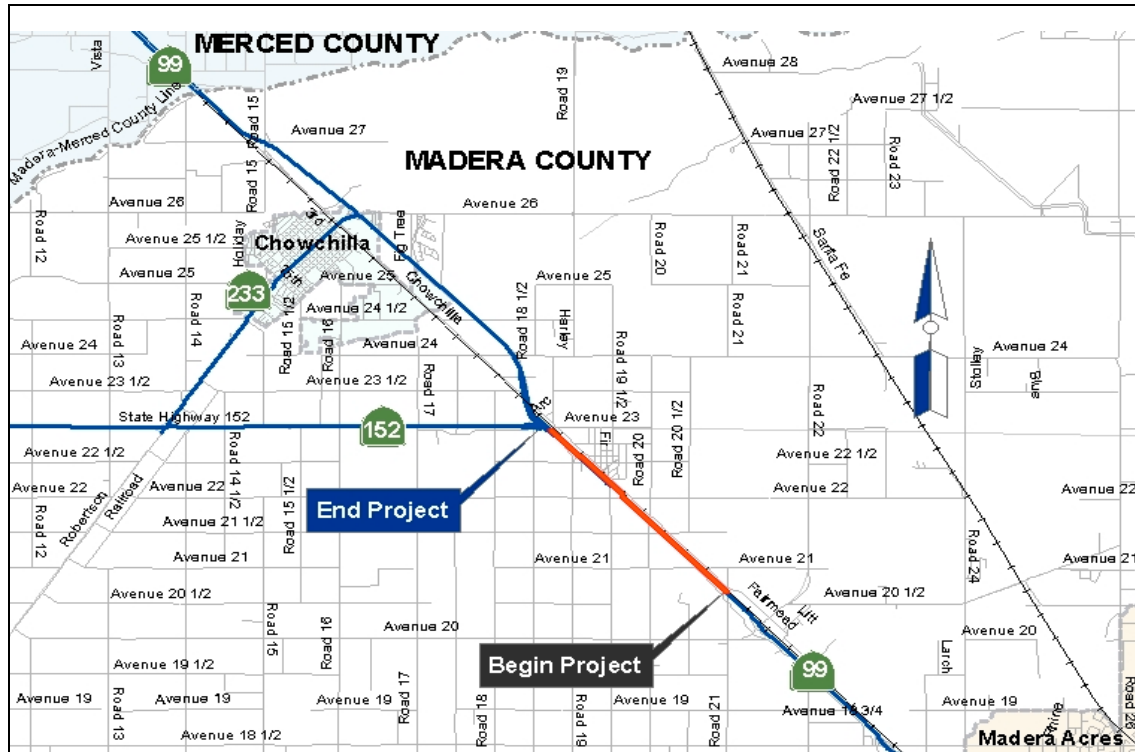 MERCED COUNTY
99
Vista
Avenue 28
Road 19
Avenue 27 1/2
Madera-Merced County Line
Road 15
Avenue 27
Avenue 27
Road 22 1/2
Road 23
MADERA COUNTY
Road 15
Avenue 26
Avenue 26
Road 12
Avenue 25 1/2
Chowchilla
Road 20
Road 21
Santa Fe
Avenue 25
Avenue 25
Avenue 25
Chowchilla
233
Road 14
Road 15 1/2
Avenue 24 1/2
Road 16
Road 18 1/2
Harley
Road 21
Road 13
Avenue 24
Avenue 24
Avenue 24
Road 19 1/2
Avenue 23 1/2
Avenue 23 1/2
Road 17
Blue
State Highway 152
152
Ave
Avenue 23
Fir
Road 20
Road 20 1/2
Road 22
Avenue 22 1/2
Road 14 1/2
Avenue 22 1/2
Avenue 22
Avenue 22
Road 15 1/2
Avenue 22
Robertson
Railroad
End Project
Road 12
Avenue 21 1/2
Avenue 21
Avenue 21
Avenue 21
Road 24
Avenue 21
Avenue 20 1/2
Fairmead
Avenue 20 1/2
Road 15
Road 16
Avenue 20
Avenue 20
Avenue 19 1/2
Begin Project
99
Larch
Avenue 19
Road 13
Avenue 19
Avenue 19
Road 17
Road 18
Road 19
Avenue 19
Road 21
Avenue 18 3/4
Avenue 19
Road 26
Avenue 18 1/2
Madera Acres